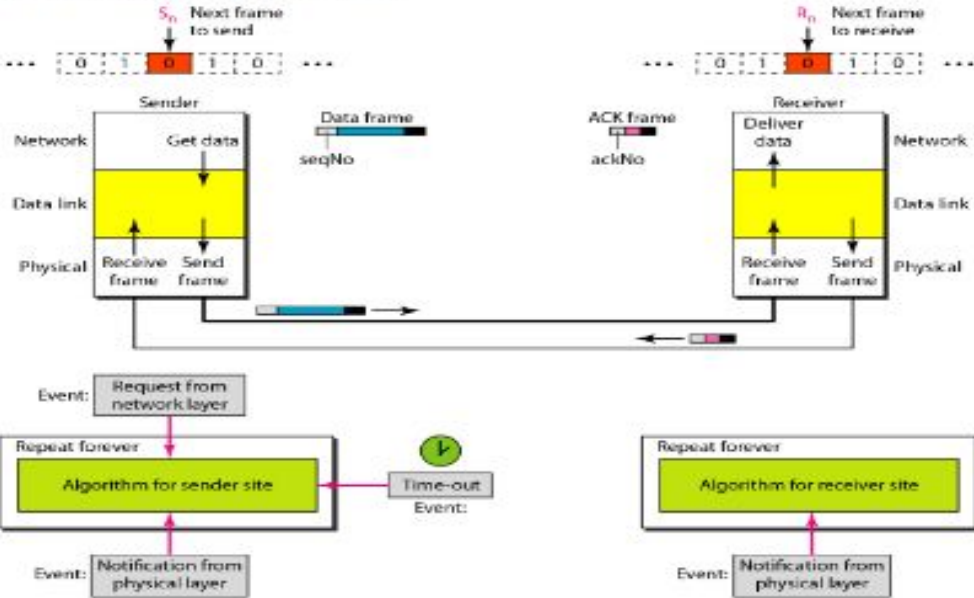 Sn Next frame
to send
Rn Next frame
to receive
... 0 1 0 1 0 ...
... 0 1 0 1 0 ...
Sender
Receiver
Network
Get data
Data frame
seqNo
ACK frame
ackNo
Deliver
data
Network
Data link
Data link
Physical
Receive
frame
Send
frame
Receive
frame
Send
frame
Physical
Event:
Request from
network layer
Repeat forever
Algorithm for sender site
Time-out
Event:
Repeat forever
Algorithm for receiver site
Event:
Notification from
physical layer
Event:
Notification from
physical layer